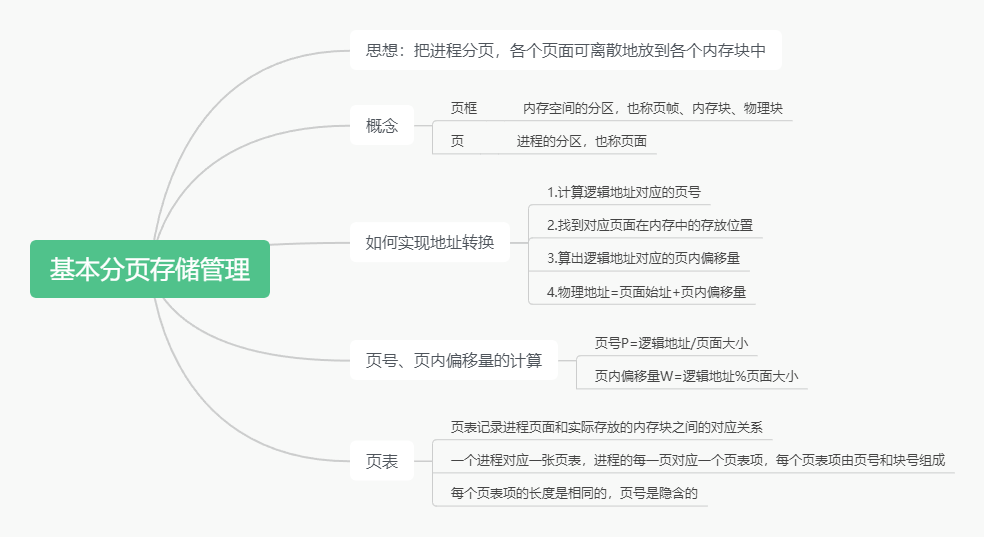 思想：把进程分页，各个页面可离散地放到各个内存块中
概念
页框 内存空间的分区，也称页帧、内存块、物理块
页 进程的分区，也称页面
基本分页存储管理
如何实现地址转换
1.计算逻辑地址对应的页号
2.找到对应页面在内存中的存放位置
3.算出逻辑地址对应的页内偏移量
4.物理地址=页面始址+页内偏移量
页号、页内偏移量的计算
页号P=逻辑地址/页面大小
页内偏移量W=逻辑地址%页面大小
页表
页表记录进程页面和实际存放的内存块之间的对应关系
一个进程对应一张页表，进程的每一页对应一个页表项，每个页表项由页号和块号组成
每个页表项的长度是相同的，页号是隐含的